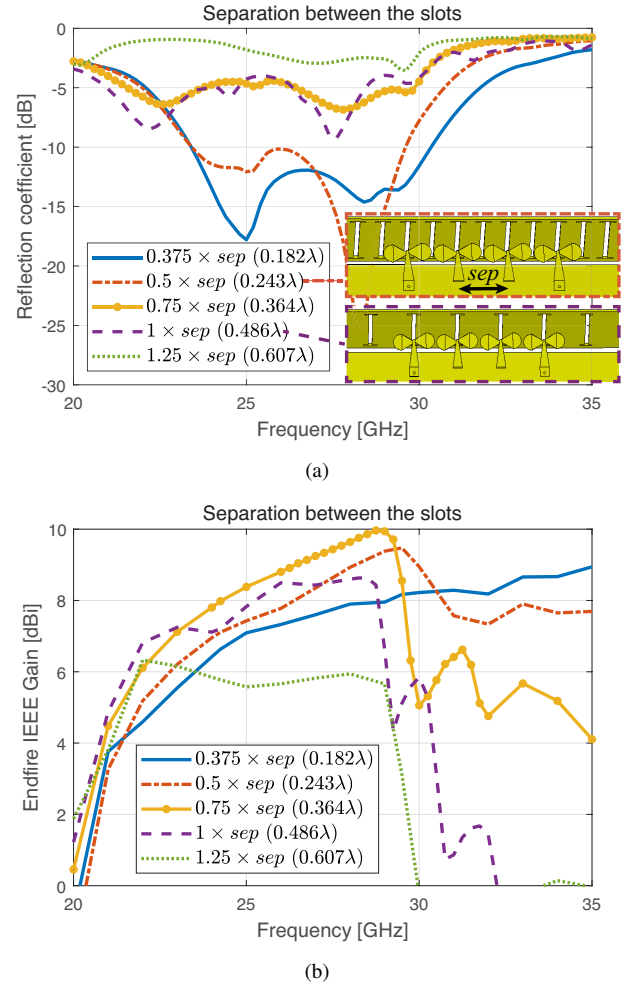 Separation between the slots
0
-5
-10
-15
-20
-25
-30
Reflection coefficient [dB]
0.375 × sep (0.182λ)
0.5 × sep (0.243λ)
0.75 × sep (0.364λ)
1 × sep (0.486λ)
1.25 × sep (0.607λ)
sep
20 25 30 35
Frequency [GHz]
(a)
Separation between the slots
10
8
6
4
2
0
Endfire IEEE Gain [dBi]
0.375 × sep (0.182λ)
0.5 × sep (0.243λ)
0.75 × sep (0.364λ)
1 × sep (0.486λ)
1.25 × sep (0.607λ)
20 25 30 35
Frequency [GHz]
(b)